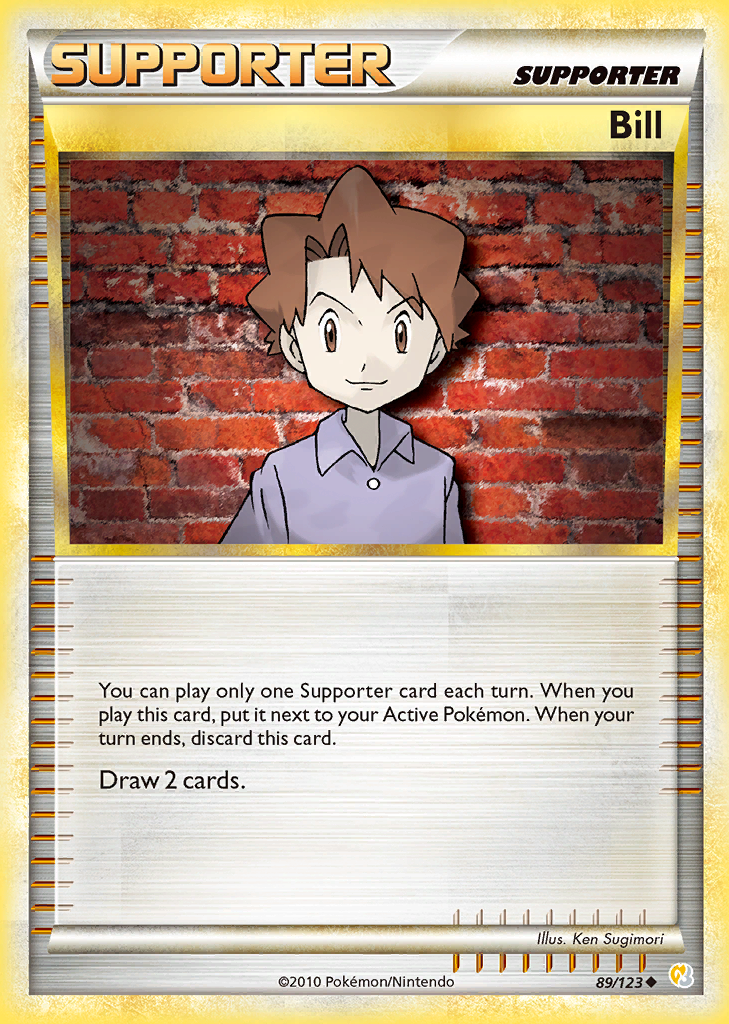 SUPPORTER
SUPPORTER
Bill
You can play only one Supporter card each turn. When you
play this card, put it next to your Active Pokémon. When your
turn ends, discard this card.
Draw 2 cards.
Illus. Ken Sugimori
©2010 Pokémon/Nintendo
89/123